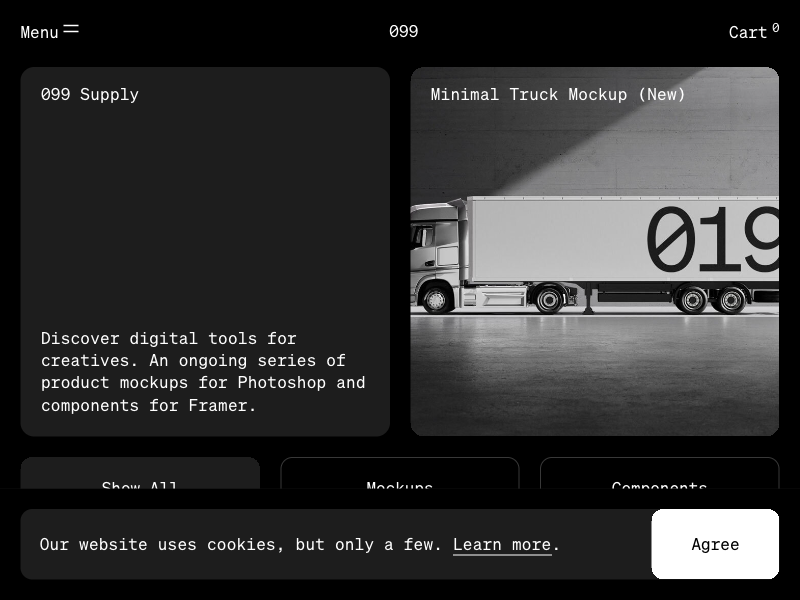 Menu
099
Cart 0
099 Supply
Minimal Truck Mockup (New)
019
Discover digital tools for
creatives. An ongoing series of
product mockups for Photoshop and
components for Framer.
Show All
Mockups
Components
Our website uses cookies, but only a few. Learn more.
Agree